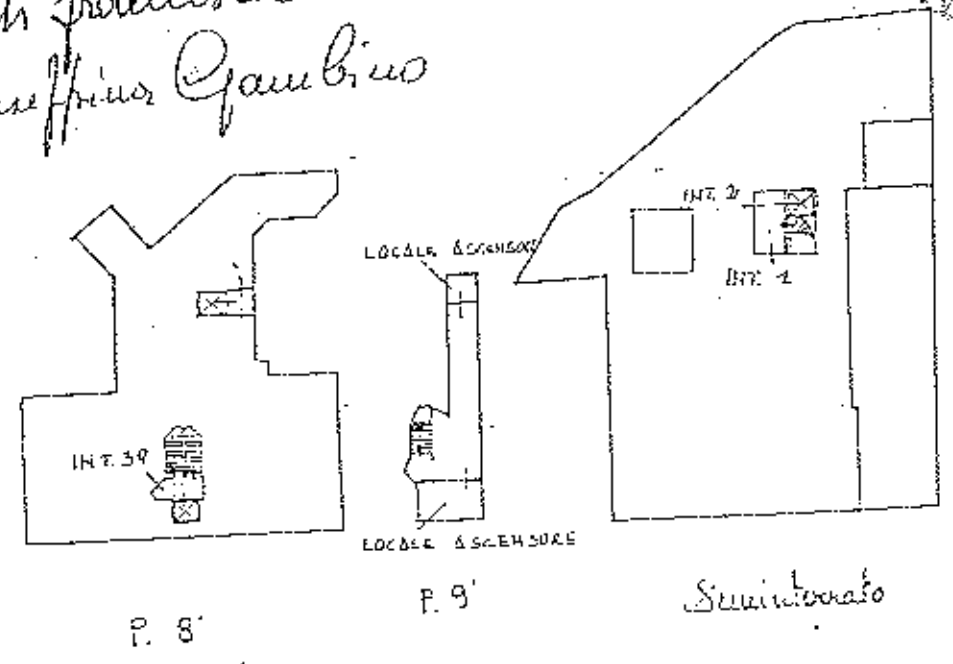 Gambino
INT. 2
LOCALE ASCENSORE
INT. 1
INT. 39
LOCALE ASCENSORE
P. 9°
Seminterrato
P. 8°